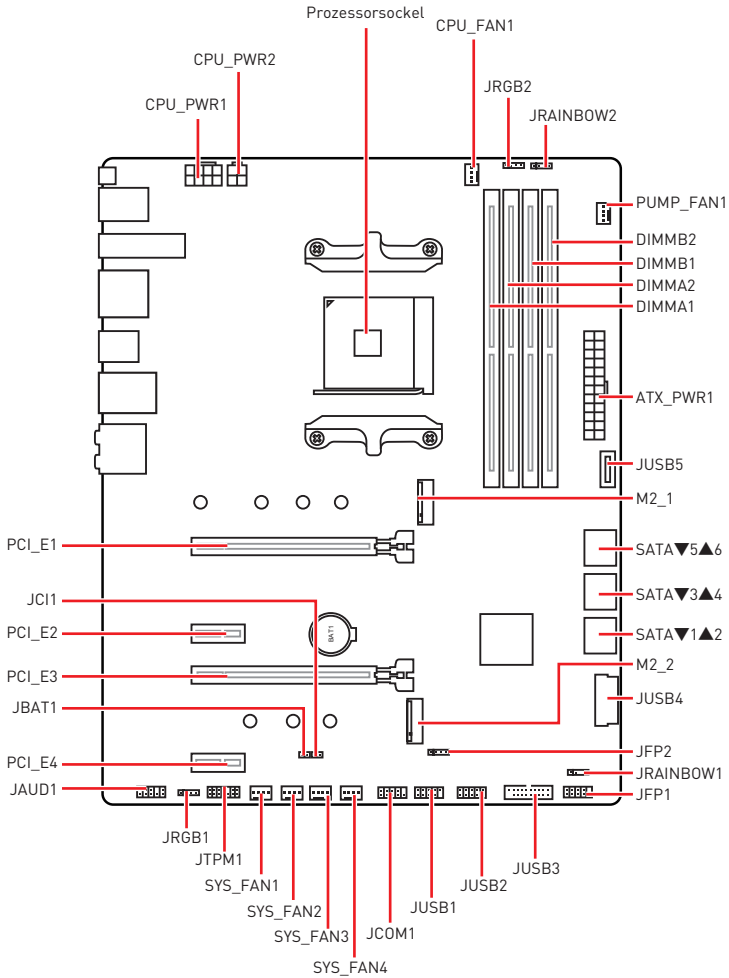 Prozessorsockel
CPU_FAN1
CPU_PWR2
JRGB2
CPU_PWR1
JRAINBOW2
PUMP_FAN1
DIMMB2
DIMMB1
DIMMA2
DIMMA1
ATX_PWR1
JUSB5
M2_1
PCI_E1
SATA▼5▲6
JCI1
SATA▼3▲4
PCI_E2
BAT1
SATA▼1▲2
M2_2
PCI_E3
JUSB4
JBAT1
JFP2
PCI_E4
JRAINBOW1
JAUD1
JFP1
JRGB1
JTPM1
JUSB3
SYS_FAN1
JUSB2
SYS_FAN2
JUSB1
SYS_FAN3
JCOM1
SYS_FAN4